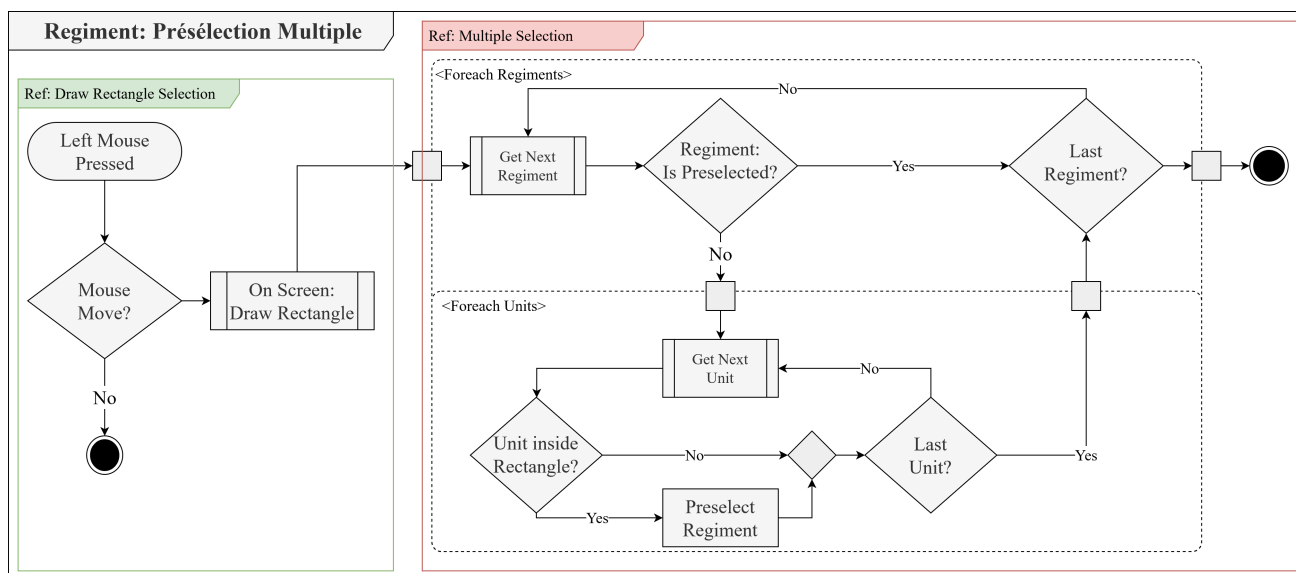 Regiment: Présélection Multiple
Ref: Draw Rectangle Selection
Left Mouse
Pressed
Mouse
Move?
No
On Screen:
Draw Rectangle
Ref: Multiple Selection
<Foreach Regiments>
No
Get Next
Regiment
Regiment:
Is Preselected?
Yes
Last
Regiment?
No
<Foreach Units>
Get Next
Unit
No
Unit inside
Rectangle?
No
Last
Unit?
Yes
Yes
Preselect
Regiment